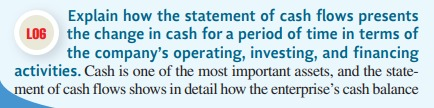 LO6 Explain how the statement of cash flows presents
the change in cash for a period of time in terms of
the company's operating, investing, and financing
activities. Cash is one of the most important assets, and the state-
ment of cash flows shows in detail how the enterprise's cash balance